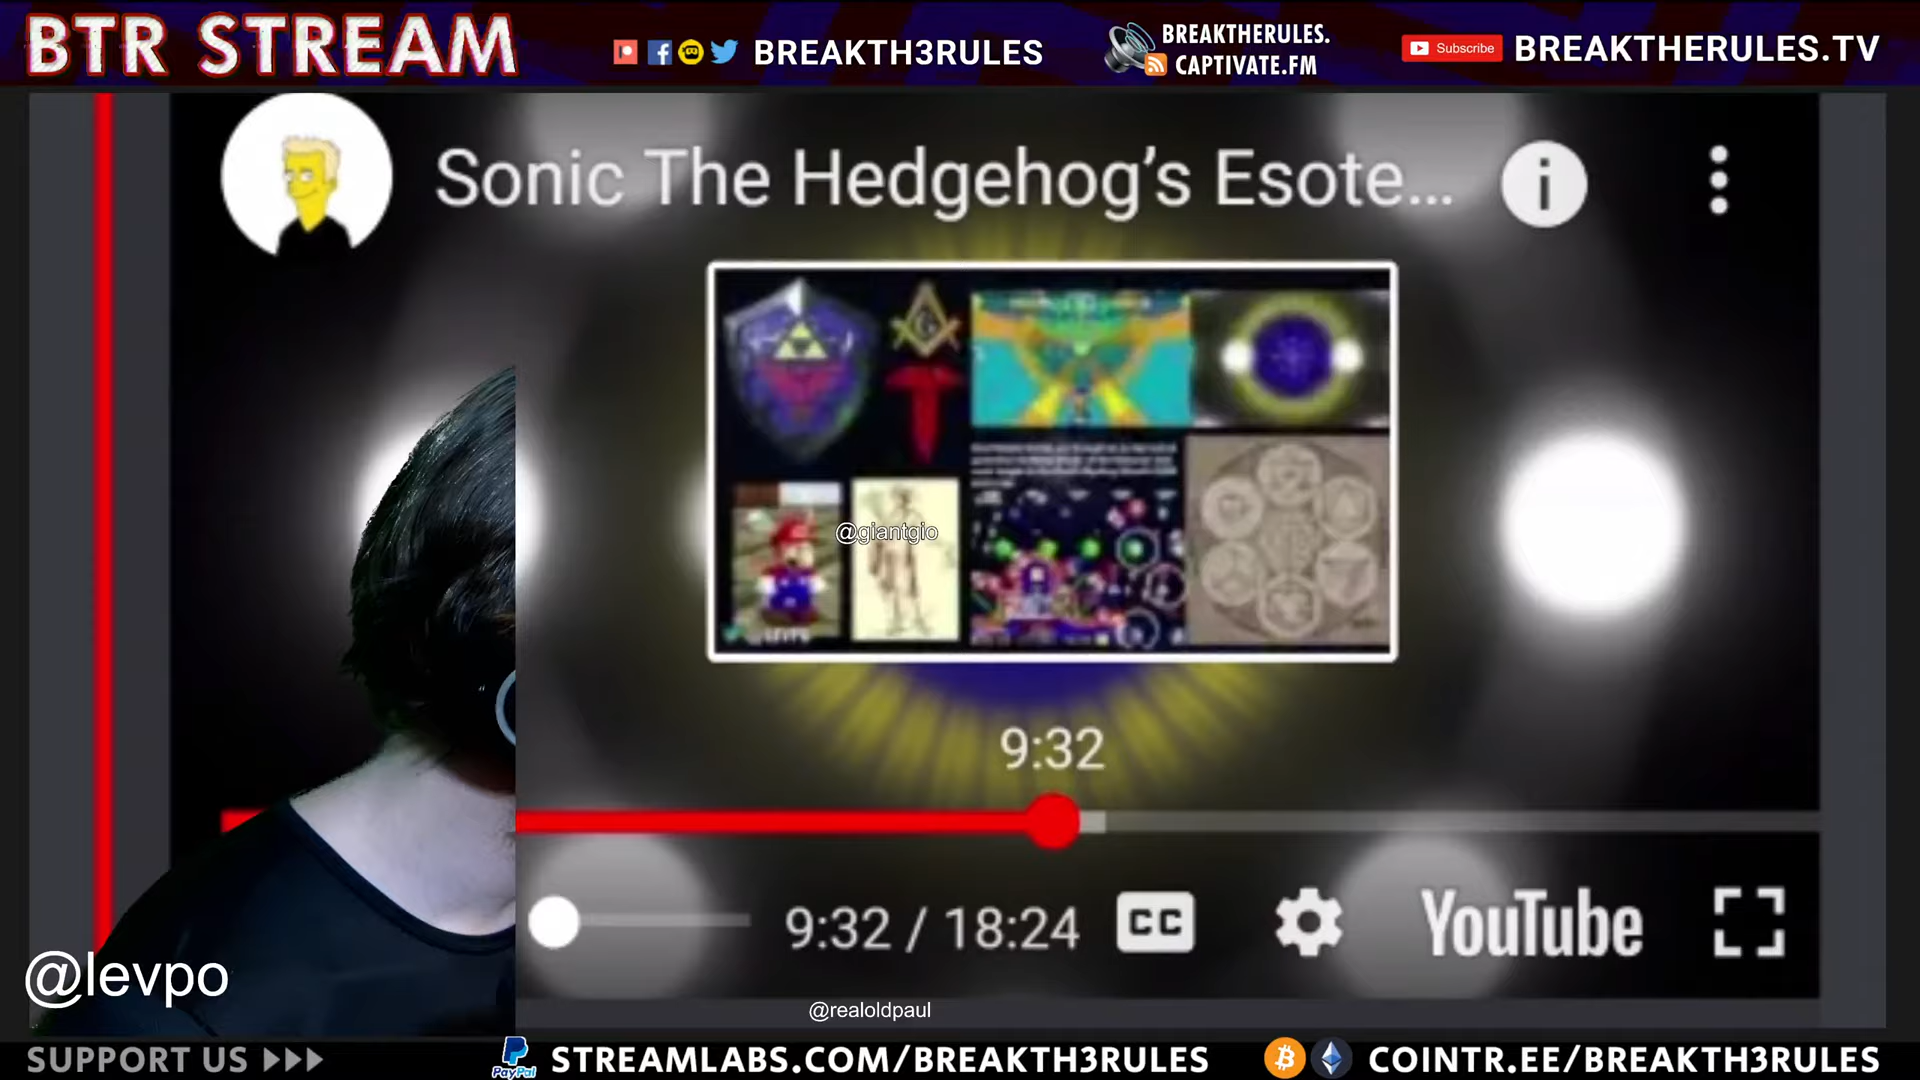 BTR STREAM
BREAKTH3RULES
BREAKTHERULES.
CAPTIVATE.FM
Subscribe
BREAKTHERULES.TV
Sonic The Hedgehog’s Esote...
i
G
@giantgio
9:32
9:32 / 18:24
CC
YouTube
@levpo
@realoldpaul
SUPPORT US
PayPal
STREAMLABS.COM/BREAKTH3RULES
COINTR.EE/BREAKTH3RULES